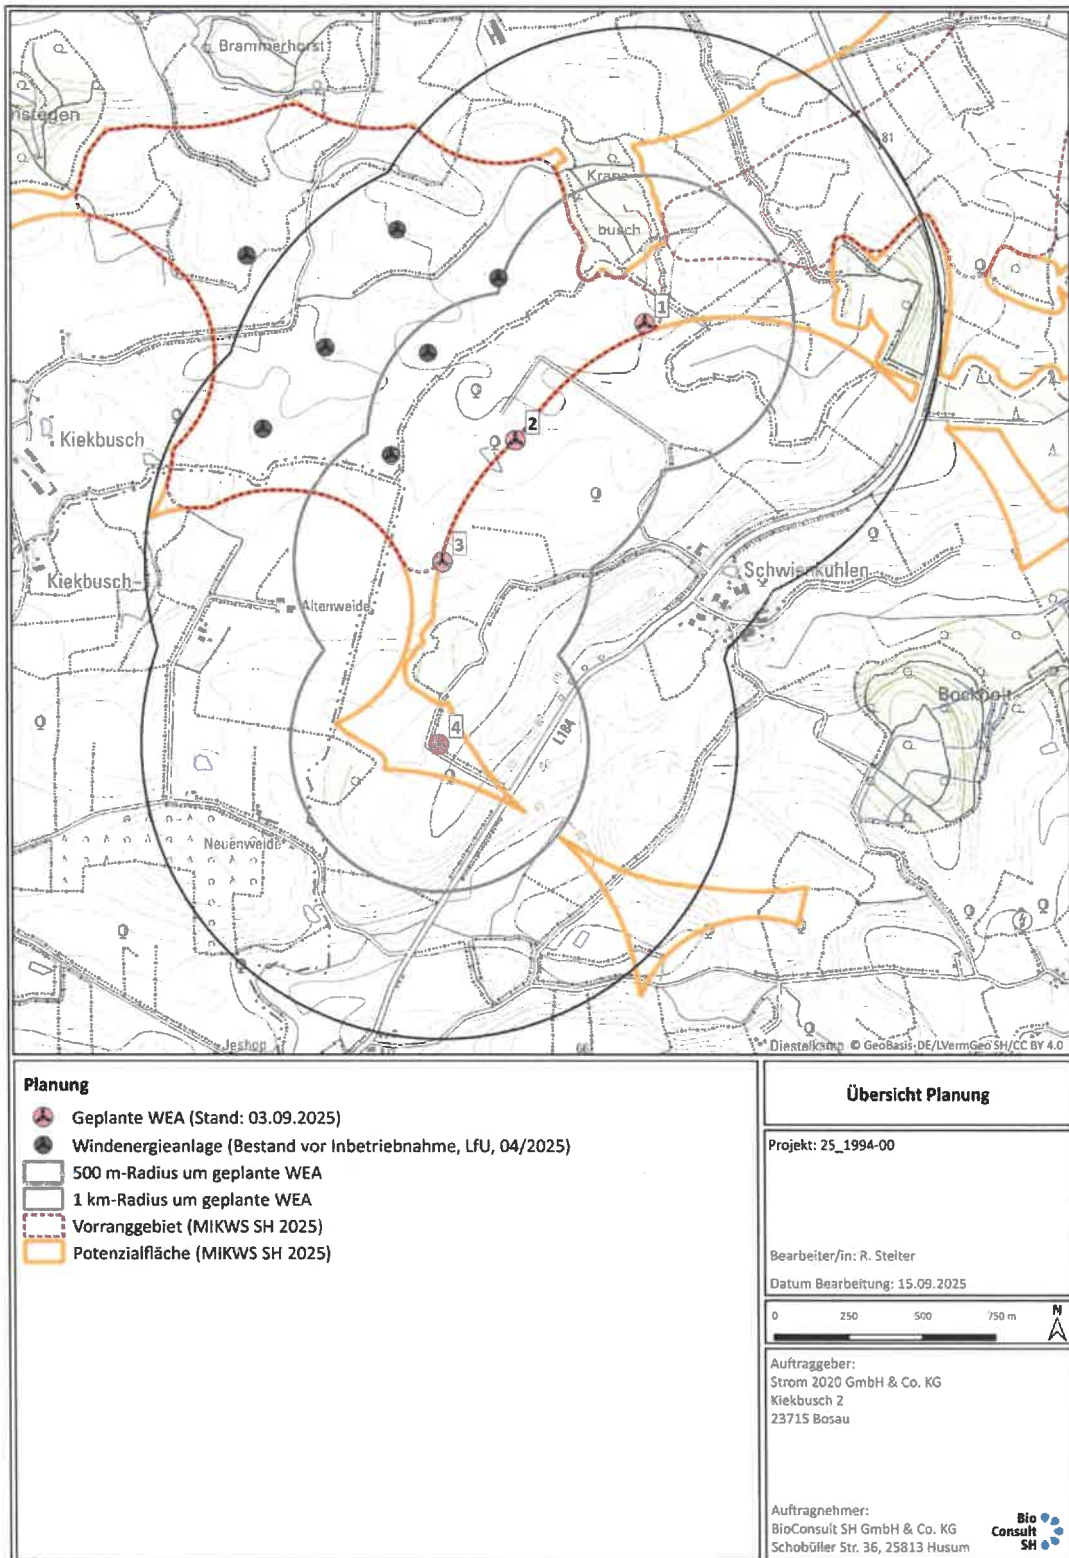 Brammerhorst
nstegen
81
Kranz
busch
1
2
Kiekbusch
3
Schwienkuhlen
Kiekbusch
Altenweide
Bockholt
4
L184
Neuenweide
Jeshop
Diestelkamp © GeoBasis-DE/LVermGeo SH/CC BY 4.0
Planung
Geplante WEA (Stand: 03.09.2025)
Windenergieanlage (Bestand vor Inbetriebnahme, LfU, 04/2025)
500 m-Radius um geplante WEA
1 km-Radius um geplante WEA
Vorranggebiet (MIKWS SH 2025)
Potenzialfläche (MIKWS SH 2025)
Übersicht Planung
Projekt: 25_1994-00
Bearbeiter/in: R. Stelter
Datum Bearbeitung: 15.09.2025
0 250 500 750 m
N
Auftraggeber:
Strom 2020 GmbH & Co. KG
Kiekbusch 2
23715 Bosau
Auftragnehmer:
BioConsult SH GmbH & Co. KG
Schobüller Str. 36, 25813 Husum
Bio
Consult
SH